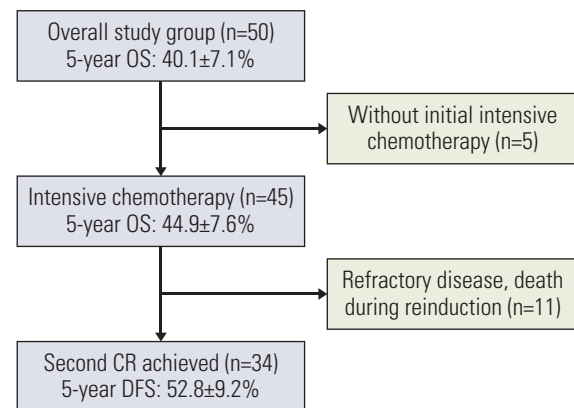 Overall study group (n=50)
5-year OS: 40.1±7.1%
Without initial intensive
chemotherapy (n=5)
Intensive chemotherapy (n=45)
5-year OS: 44.9±7.6%
Refractory disease, death
during reinduction (n=11)
Second CR achieved (n=34)
5-year DFS: 52.8±9.2%